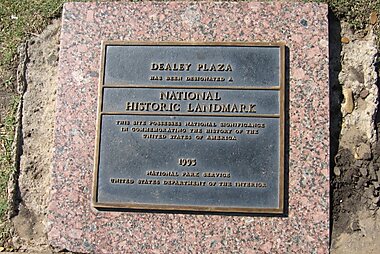 DEALEY PLAZA
HAS BEEN DESIGNATED A
NATIONAL
HISTORIC LANDMARK
THIS SITE POSSESSES NATIONAL SIGNIFICANCE
IN COMMEMORATING THE HISTORY OF THE
UNITED STATES OF AMERICA
1993
NATIONAL PARK SERVICE
UNITED STATES DEPARTMENT OF THE INTERIOR